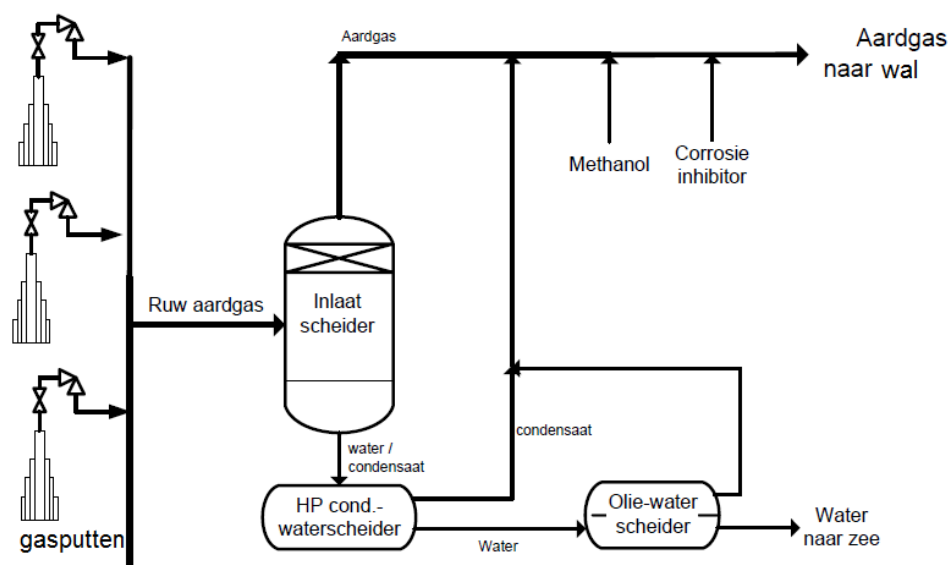 Aardgas
Aardgas
naar wal
Methanol
Corrosie
inhibitor
Ruw aardgas
Inlaat
scheider
water /
condensaat
condensaat
HP cond.-
waterscheider
Olie-water
scheider
Water
Water
naar zee
gasputten